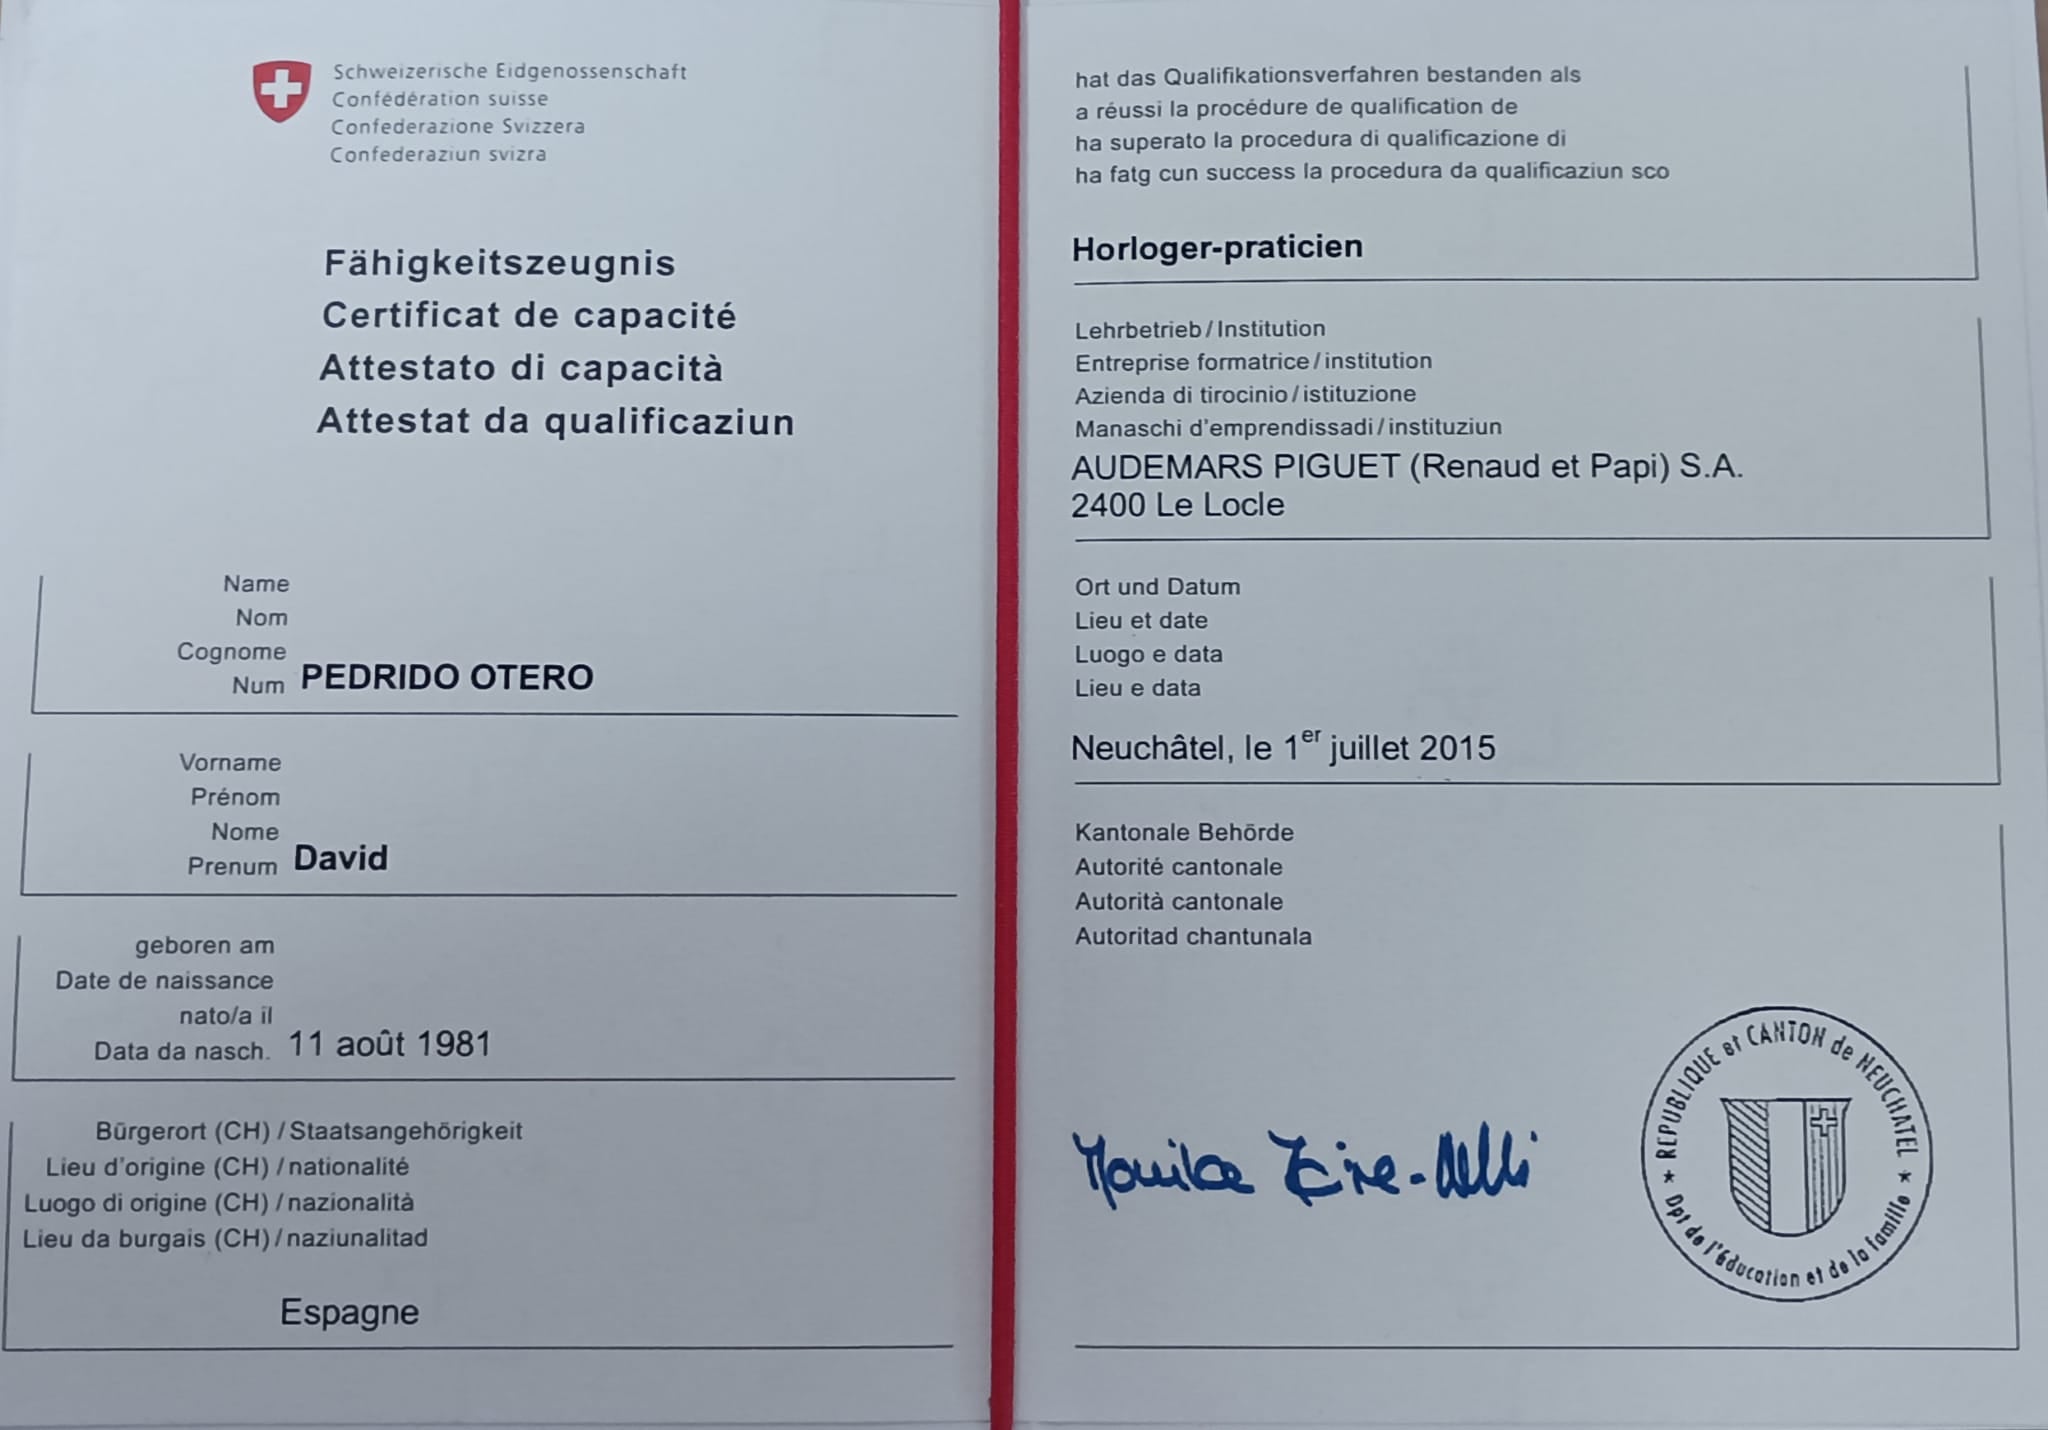 Schweizerische Eidgenossenschaft
Confédération suisse
Confederazione Svizzera
Confederaziun svizra
Fähigkeitszeugnis
Certificat de capacité
Attestato di capacità
Attestat da qualificaziun
Name
Nom
Cognome
Num PEDRIDO OTERO
Vorname
Prénom
Nome
Prenum David
geboren am
Date de naissance
nato/a il
Data da nasch. 11 août 1981
Bürgerort (CH) / Staatsangehörigkeit
Lieu d'origine (CH) / nationalité
Luogo di origine (CH) / nazionalità
Lieu da burgais (CH) / naziunalitad
Espagne
hat das Qualifikationsverfahren bestanden als
a réussi la procédure de qualification de
ha superato la procedura di qualificazione di
ha fatg cun success la procedura da qualificaziun sco
Horloger-praticien
Lehrbetrieb / Institution
Entreprise formatrice / institution
Azienda di tirocinio / istituzione
Manaschi d'emprendissadi / instituziun
AUDEMARS PIGUET (Renaud et Papi) S.A.
2400 Le Locle
Ort und Datum
Lieu et date
Luogo e data
Lieu e data
Neuchâtel, le 1er juillet 2015
Kantonale Behörde
Autorité cantonale
Autorità cantonale
Autoritad chantunala
REPUBLIQUE et CANTON de NEUCHATEL
Dpt de l'éducation et de la famille